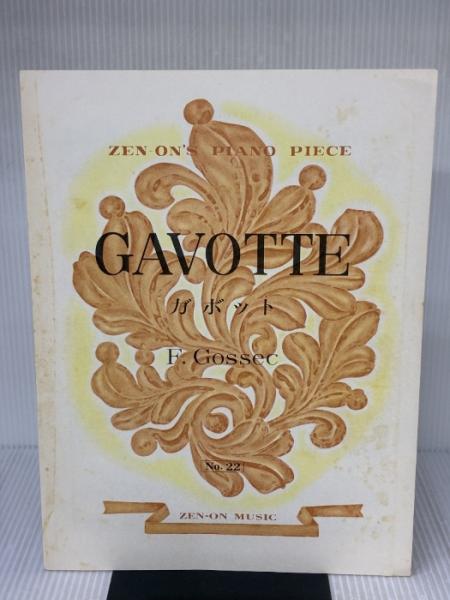 ZEN-ON'S PIANO PIECE
GAVOTTE
ガボット
F. Gossec
No. 22
ZEN-ON MUSIC